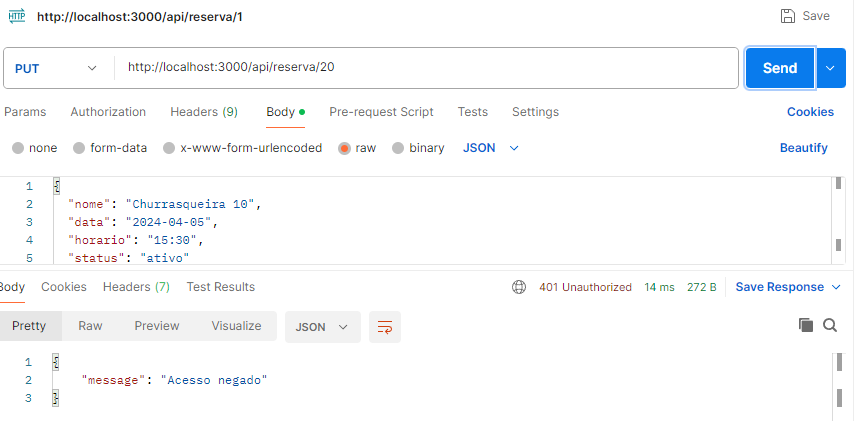 HTTP http://localhost:3000/api/reserva/1 Save
PUT http://localhost:3000/api/reserva/20 Send
Params Authorization Headers (9) Body Pre-request Script Tests Settings Cookies
none form-data x-www-form-urlencoded raw binary JSON Beautify
1 {
2 "nome": "Churrasqueira 10",
3 "data": "2024-04-05",
4 "horario": "15:30",
5 "status": "ativo"
Body Cookies Headers (7) Test Results 401 Unauthorized 14 ms 272 B Save Response
Pretty Raw Preview Visualize JSON
1 {
2 "message": "Acesso negado"
3 }